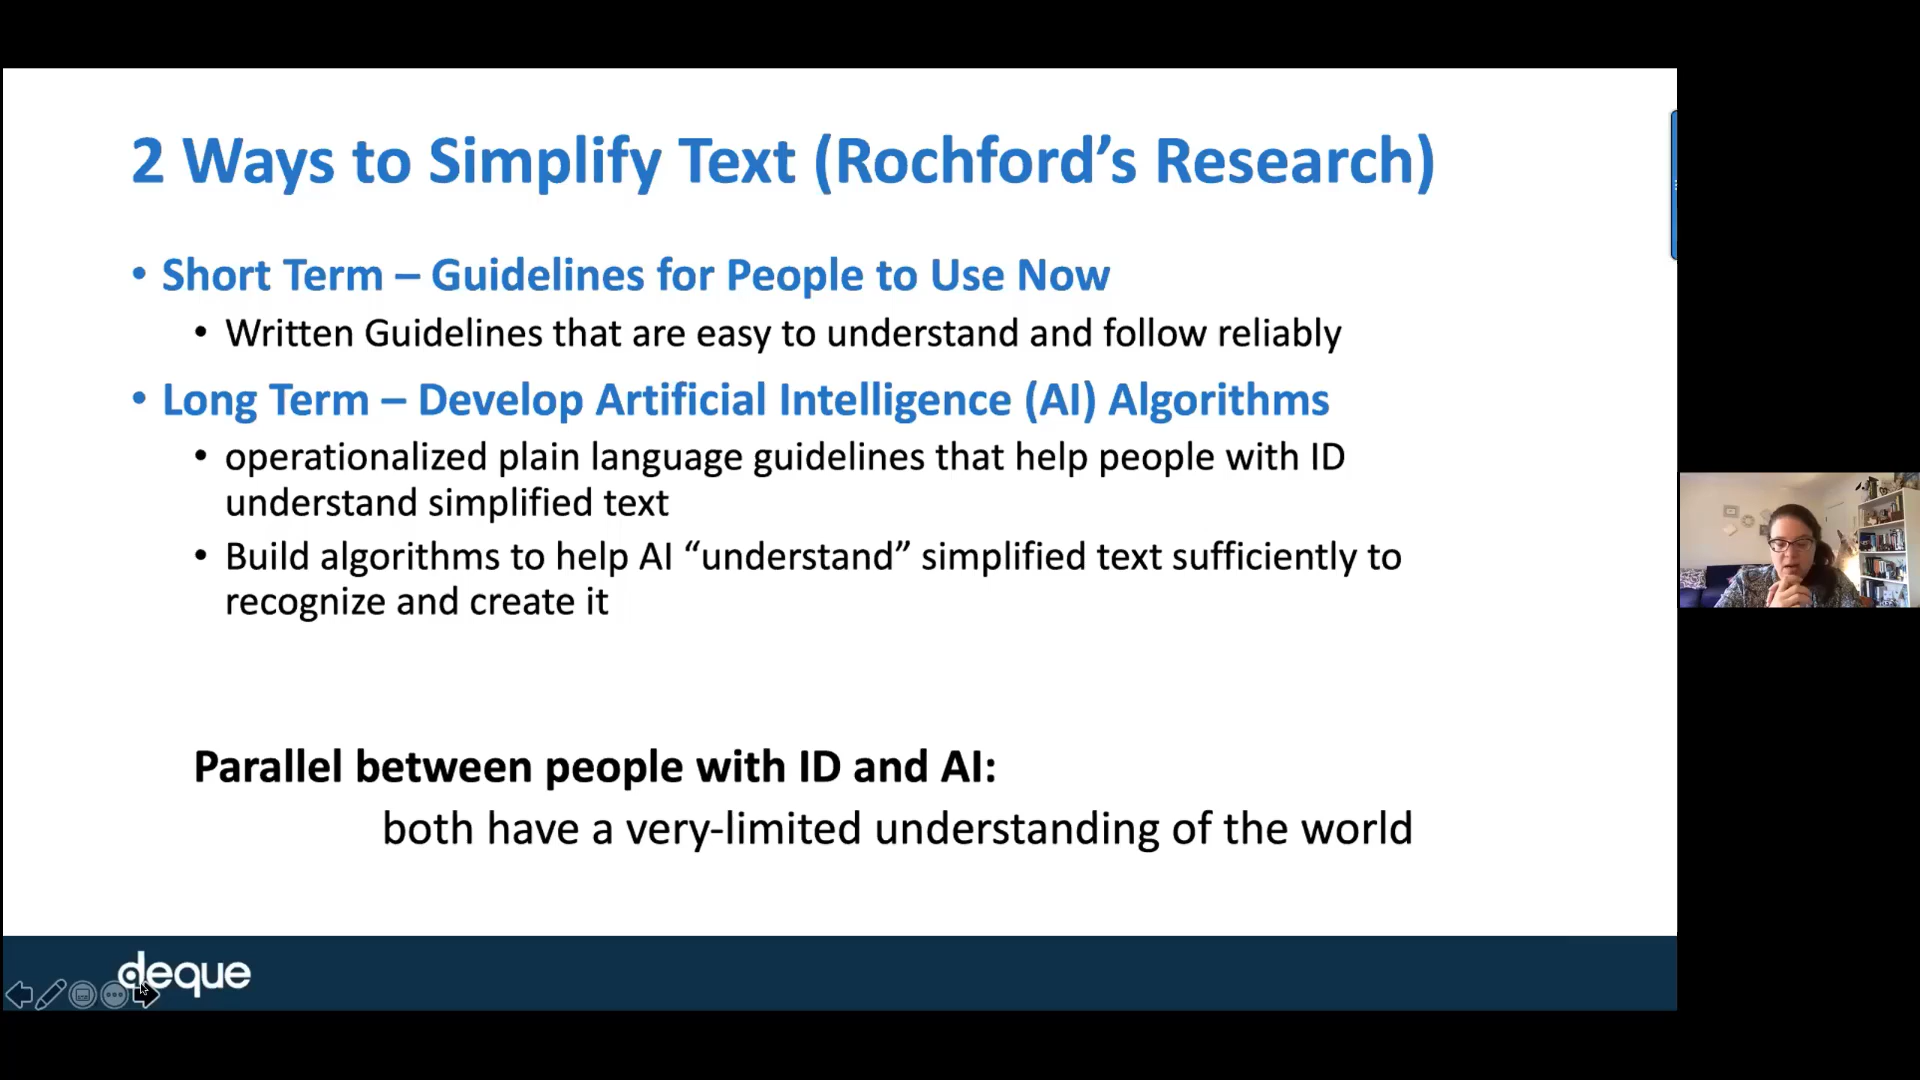 2 Ways to Simplify Text (Rochford’s Research)
• Short Term – Guidelines for People to Use Now
• Written Guidelines that are easy to understand and follow reliably
• Long Term – Develop Artificial Intelligence (AI) Algorithms
• operationalized plain language guidelines that help people with ID
understand simplified text
• Build algorithms to help AI “understand” simplified text sufficiently to
recognize and create it
Parallel between people with ID and AI:
both have a very-limited understanding of the world
deque